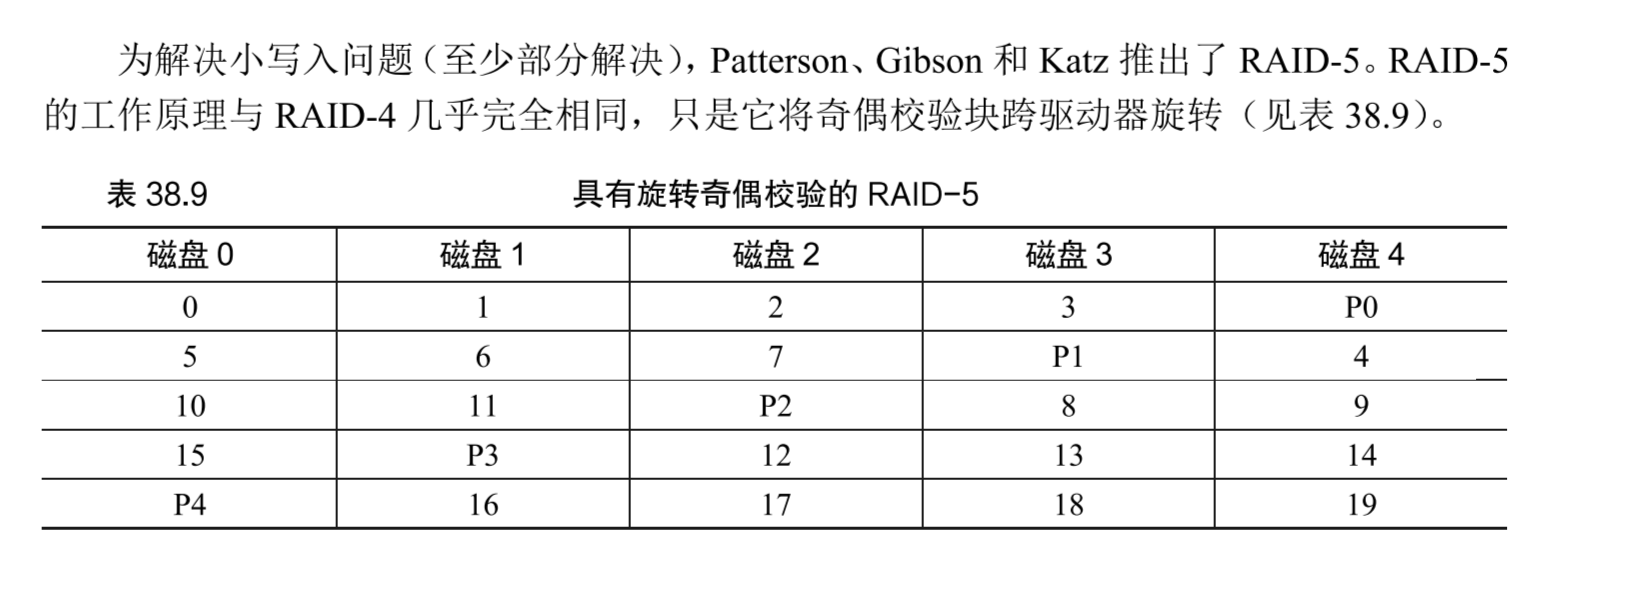 为解决小写入问题（至少部分解决），Patterson、Gibson 和 Katz 推出了 RAID-5。RAID-5
的工作原理与 RAID-4 几乎完全相同，只是它将奇偶校验块跨驱动器旋转（见表 38.9）。
表 38.9 具有旋转奇偶校验的 RAID-5
磁盘 0 磁盘 1 磁盘 2 磁盘 3 磁盘 4
0 1 2 3 P0
5 6 7 P1 4
10 11 P2 8 9
15 P3 12 13 14
P4 16 17 18 19